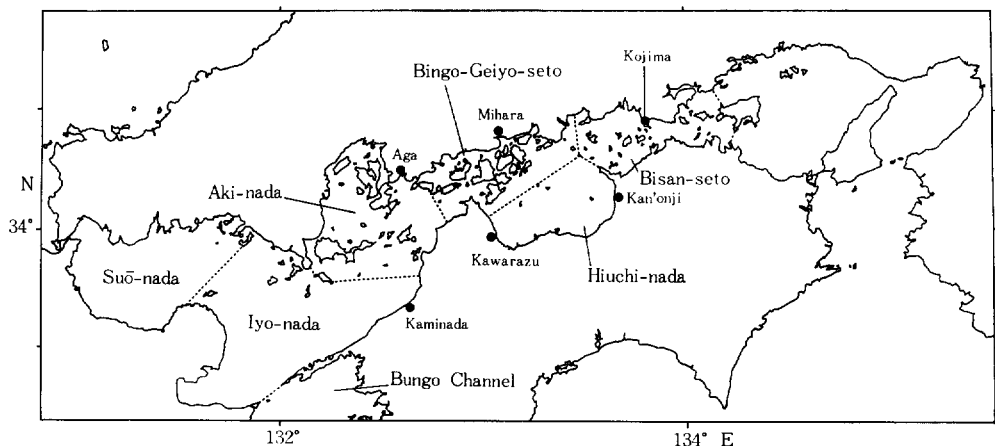 Kojima
Bingo-Geiyo-seto
Mihara
Aga
N
Aki-nada
Bisan-seto
Kan'onji
34°
Kawarazu
Suō-nada
Hiuchi-nada
Iyo-nada
Kaminada
Bungo Channel
132°
134° E